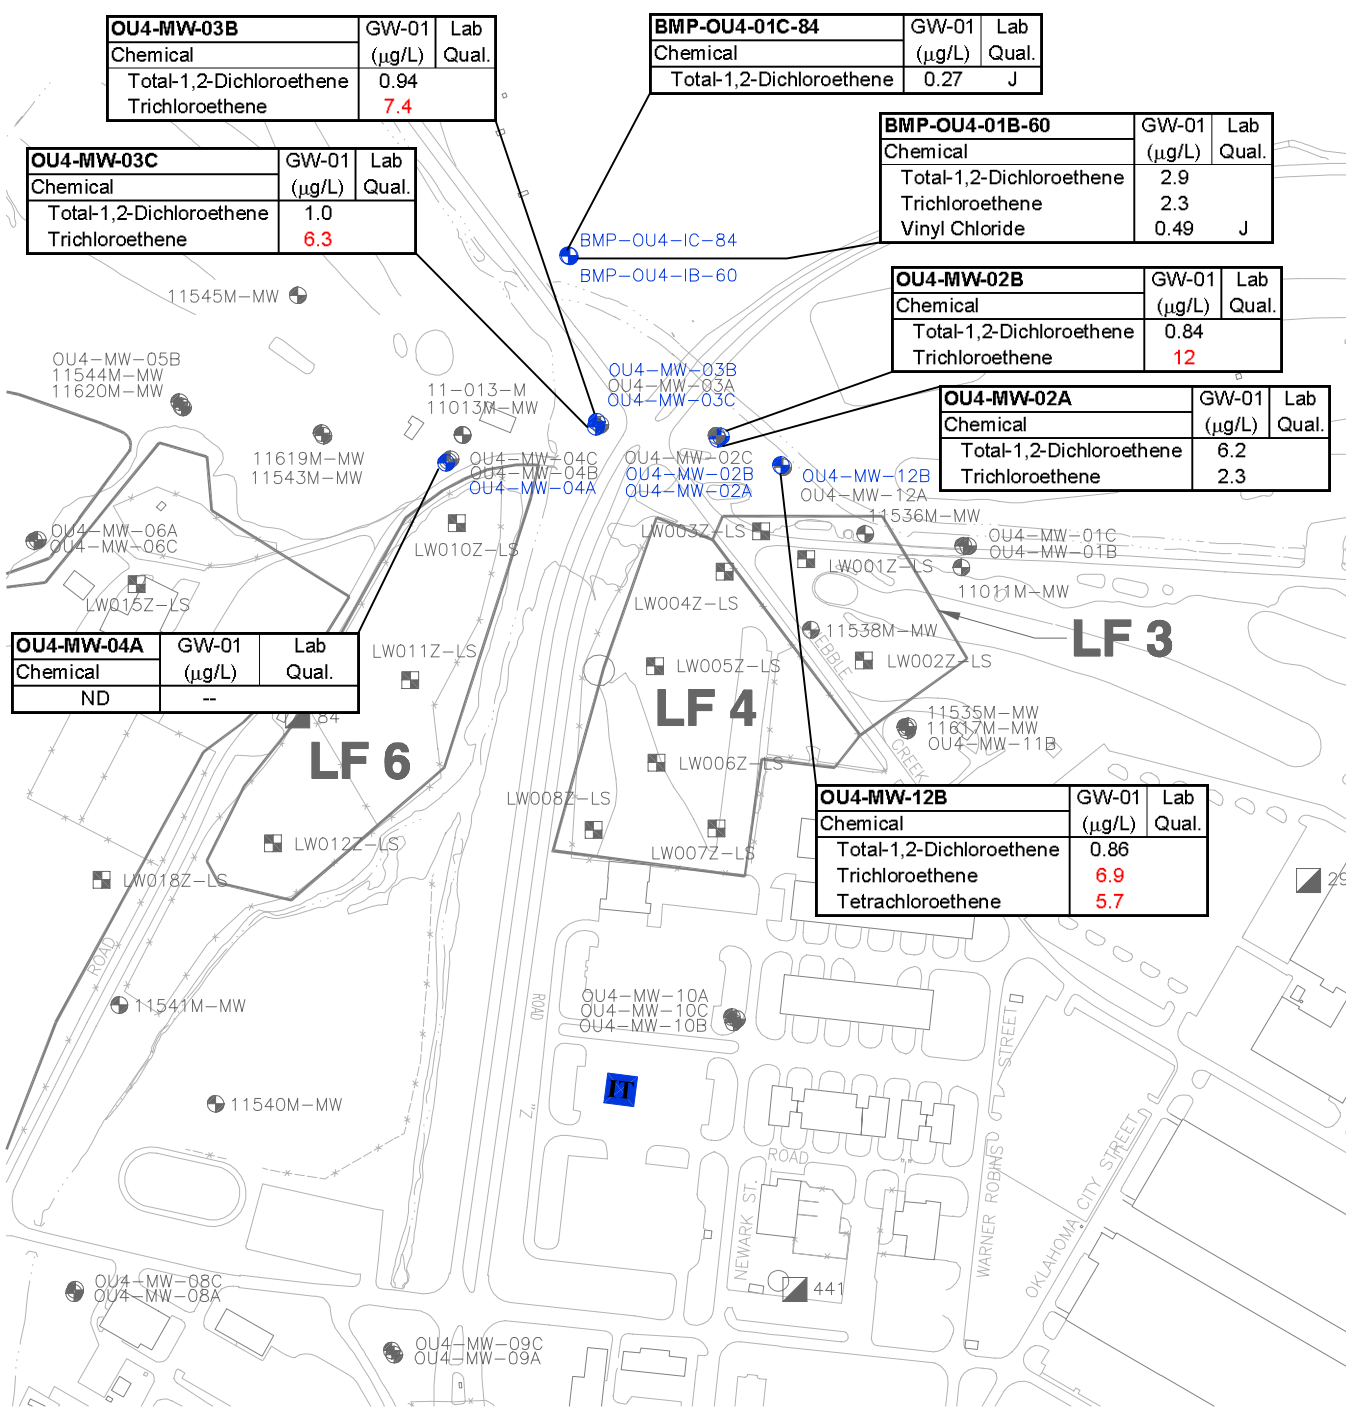 OU4-MW-03B GW-01 Lab
Chemical (µg/L) Qual.
Total-1,2-Dichloroethene 0.94
Trichloroethene 7.4
BMP-OU4-01C-84 GW-01 Lab
Chemical (µg/L) Qual.
Total-1,2-Dichloroethene 0.27 J
BMP-OU4-01B-60 GW-01 Lab
Chemical (µg/L) Qual.
Total-1,2-Dichloroethene 2.9
Trichloroethene 2.3
Vinyl Chloride 0.49 J
OU4-MW-03C GW-01 Lab
Chemical (µg/L) Qual.
Total-1,2-Dichloroethene 1.0
Trichloroethene 6.3
BMP-OU4-IC-84
BMP-OU4-IB-60
11545M-MW
OU4-MW-02B GW-01 Lab
Chemical (µg/L) Qual.
Total-1,2-Dichloroethene 0.84
Trichloroethene 12
OU4-MW-05B
11544M-MW
11620M-MW
11-013-M
11013M-MW
OU4-MW-03B
OU4-MW-03A
OU4-MW-03C
OU4-MW-02A GW-01 Lab
Chemical (µg/L) Qual.
Total-1,2-Dichloroethene 6.2
Trichloroethene 2.3
11619M-MW
11543M-MW
OU4-MW-04C
OU4-MW-04B
OU4-MW-04A
OU4-MW-02C
OU4-MW-02B
OU4-MW-02A
OU4-MW-12B
OU4-MW-12A
11536M-MW
OU4-MW-06A
OU4-MW-06C
LW010Z-LS
LW003Z-LS
OU4-MW-01C
OU4-MW-01B
LW001Z-LS
11011M-MW
LW015Z-LS
LW004Z-LS
11538M-MW
LF 3
OU4-MW-04A GW-01 Lab
Chemical (µg/L) Qual.
ND --
LW011Z-LS
LW005Z-LS
LW002Z-LS
EBBLE
CREEK
84
LF 4
LF 6
11535M-MW
11617M-MW
OU4-MW-11B
LW006Z-LS
LW008Z-LS
LW007Z-LS
LW012Z-LS
LW018Z-LS
OU4-MW-12B GW-01 Lab
Chemical (µg/L) Qual.
Total-1,2-Dichloroethene 0.86
Trichloroethene 6.9
Tetrachloroethene 5.7
29
ROAD
11541M-MW
ROAD
"Z"
OU4-MW-10A
OU4-MW-10C
OU4-MW-10B
IT
11540M-MW
ROAD
NEWARK ST.
WARNER ROBINS STREET
OKLAHOMA CITY STREET
441
OU4-MW-08C
OU4-MW-08A
OU4-MW-09C
OU4-MW-09A